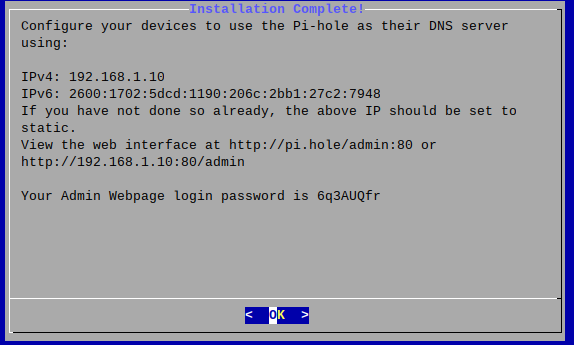 Installation Complete!
Configure your devices to use the Pi-hole as their DNS server
using:
IPv4: 192.168.1.10
IPv6: 2600:1702:5dcd:1190:206c:2bb1:27c2:7948
If you have not done so already, the above IP should be set to
static.
View the web interface at http://pi.hole/admin:80 or
http://192.168.1.10:80/admin
Your Admin Webpage login password is 6q3AUQfr
< OK >